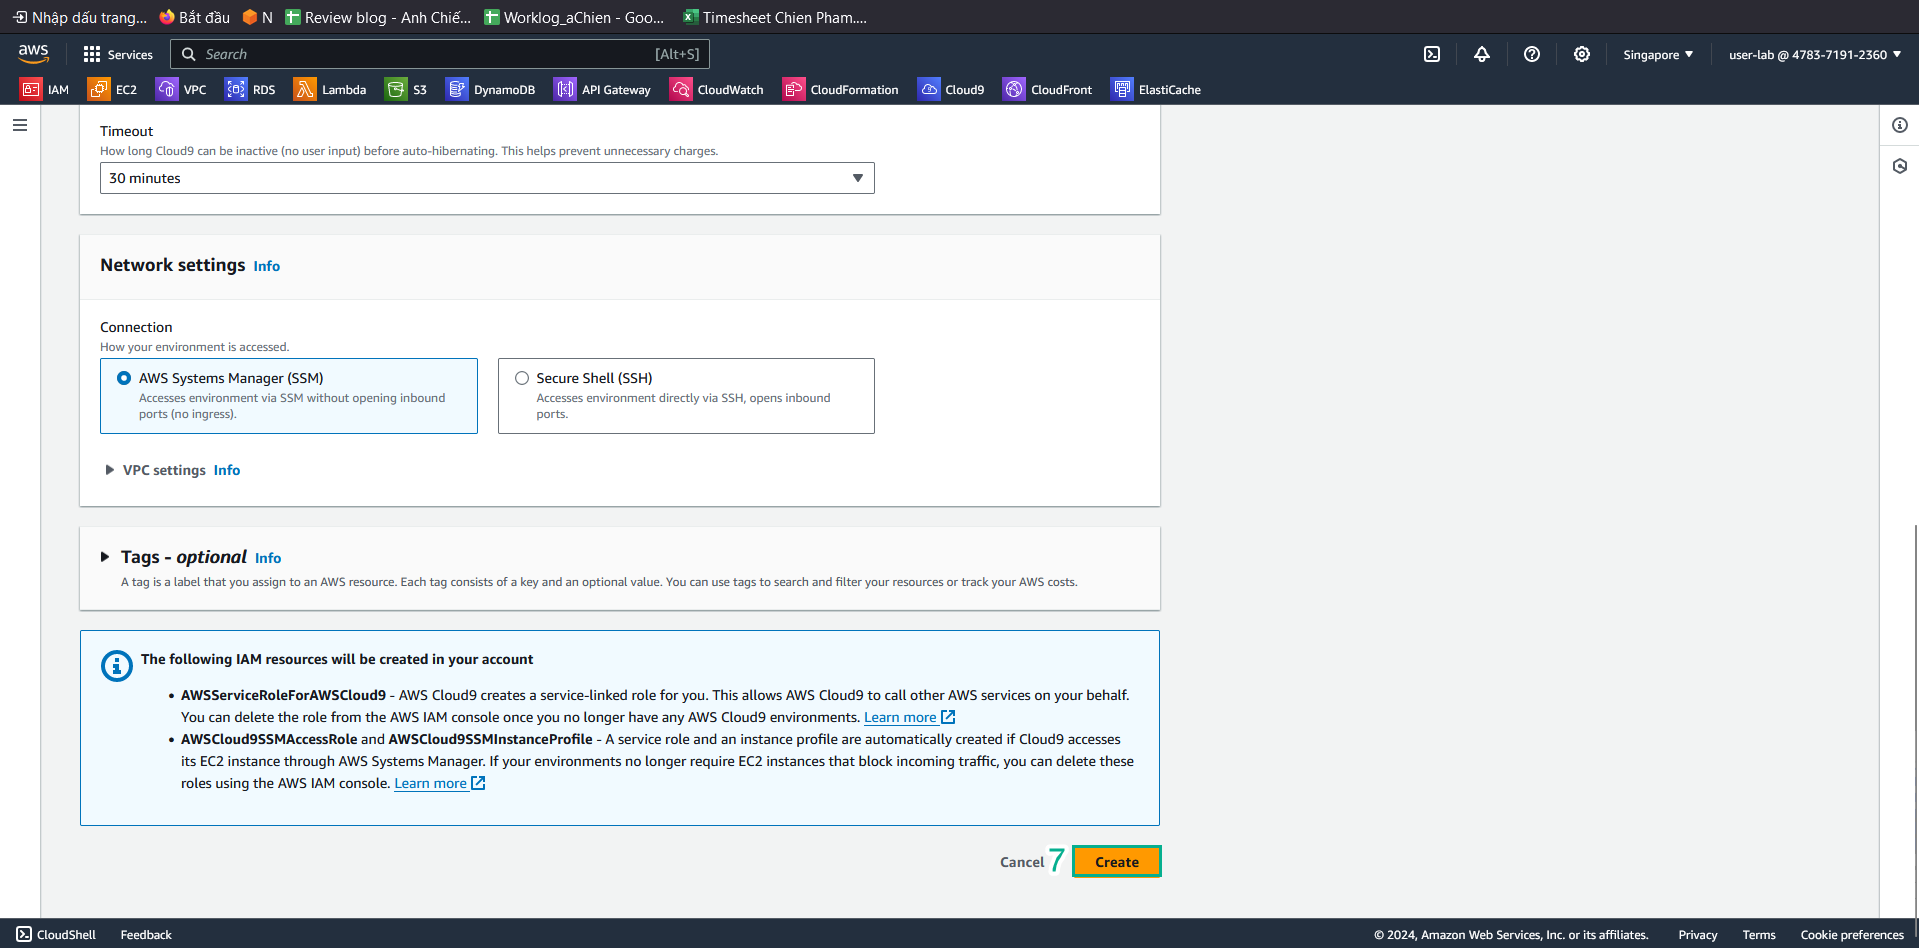 Nhập dấu trang... Bắt đầu N Review blog - Anh Chiế... Worklog_aChien - Goo... Timesheet Chien Pham....
aws Services Search [Alt+S] Singapore user-lab @ 4783-7191-2360
IAM EC2 VPC RDS Lambda S3 DynamoDB API Gateway CloudWatch CloudFormation Cloud9 CloudFront ElastiCache
Timeout
How long Cloud9 can be inactive (no user input) before auto-hibernating. This helps prevent unnecessary charges.
30 minutes
Network settings Info
Connection
How your environment is accessed.
AWS Systems Manager (SSM)
Accesses environment via SSM without opening inbound
ports (no ingress).
Secure Shell (SSH)
Accesses environment directly via SSH, opens inbound
ports.
VPC settings Info
Tags - optional Info
A tag is a label that you assign to an AWS resource. Each tag consists of a key and an optional value. You can use tags to search and filter your resources or track your AWS costs.
The following IAM resources will be created in your account
• AWSServiceRoleForAWSCloud9 - AWS Cloud9 creates a service-linked role for you. This allows AWS Cloud9 to call other AWS services on your behalf.
You can delete the role from the AWS IAM console once you no longer have any AWS Cloud9 environments. Learn more
• AWSCloud9SSMAccessRole and AWSCloud9SSMInstanceProfile - A service role and an instance profile are automatically created if Cloud9 accesses
its EC2 instance through AWS Systems Manager. If your environments no longer require EC2 instances that block incoming traffic, you can delete these
roles using the AWS IAM console. Learn more
Cancel 7 Create
CloudShell Feedback © 2024, Amazon Web Services, Inc. or its affiliates. Privacy Terms Cookie preferences